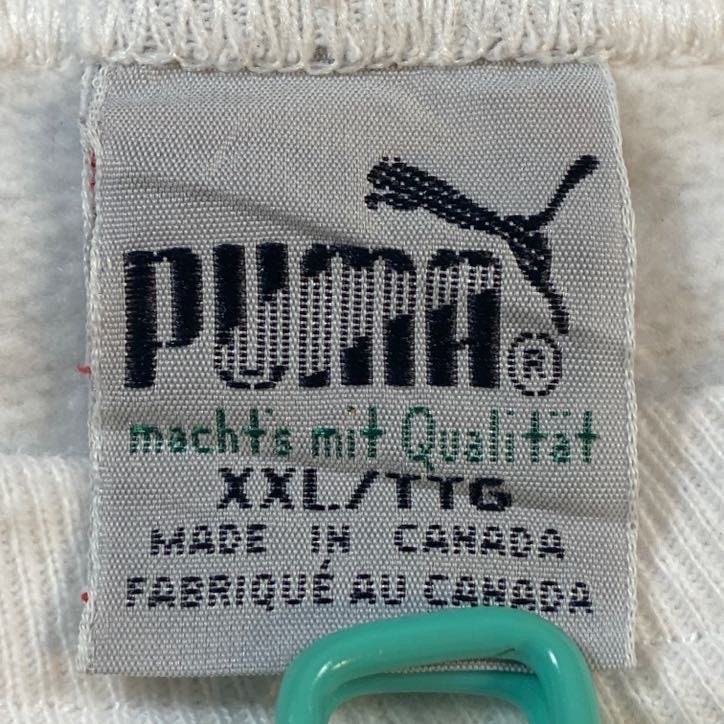 PUMA®
macht's mit Qualität
XXL/TTG
MADE IN CANADA
FABRIQUÉ AU CANADA